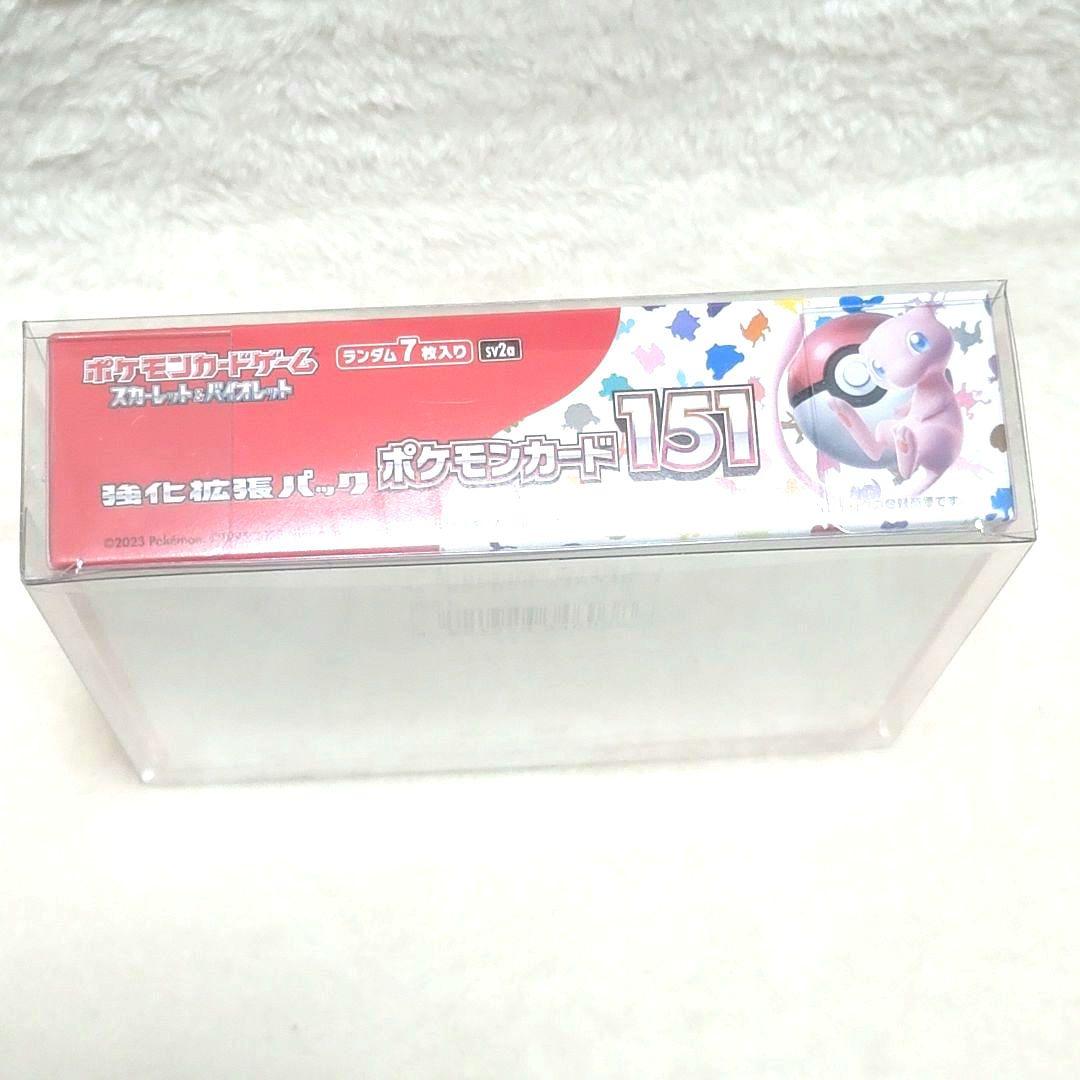 ポケモンカードゲーム
スカーレット&バイオレット
ランダム7枚入り
SV2a
強化拡張パック
ポケモンカード151
©2023 Pokémon.
です